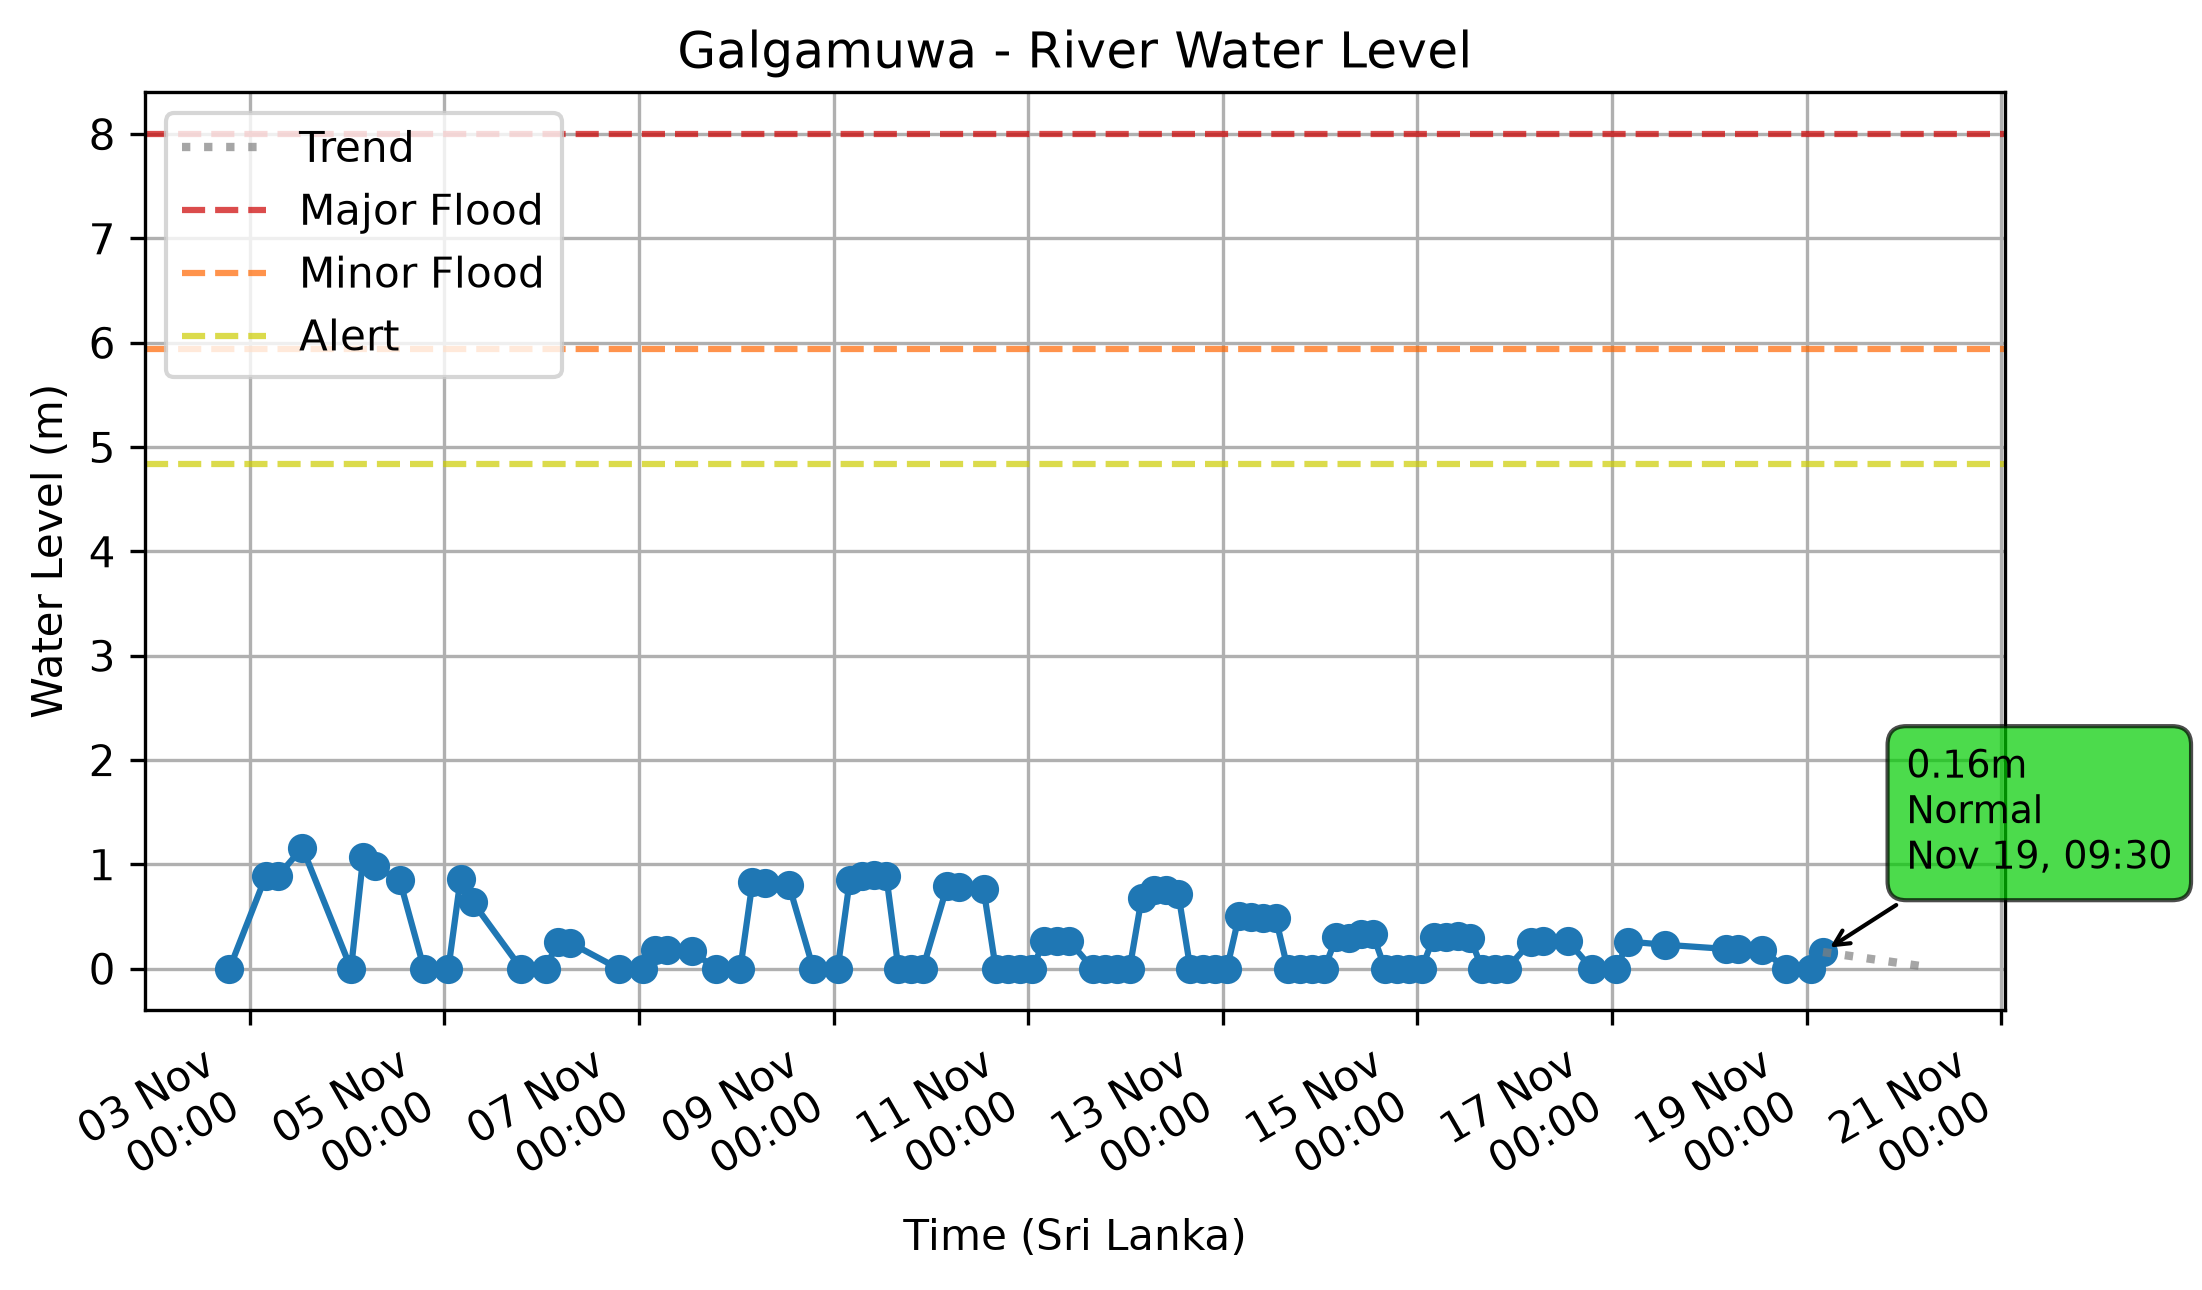 Galgamuwa - River Water Level
Trend
Major Flood
Minor Flood
Alert
8
7
6
5
4
3
2
1
0
Water Level (m)
0.16m
Normal
Nov 19, 09:30
03 Nov
00:00
05 Nov
00:00
07 Nov
00:00
09 Nov
00:00
11 Nov
00:00
13 Nov
00:00
15 Nov
00:00
17 Nov
00:00
19 Nov
00:00
21 Nov
00:00
Time (Sri Lanka)